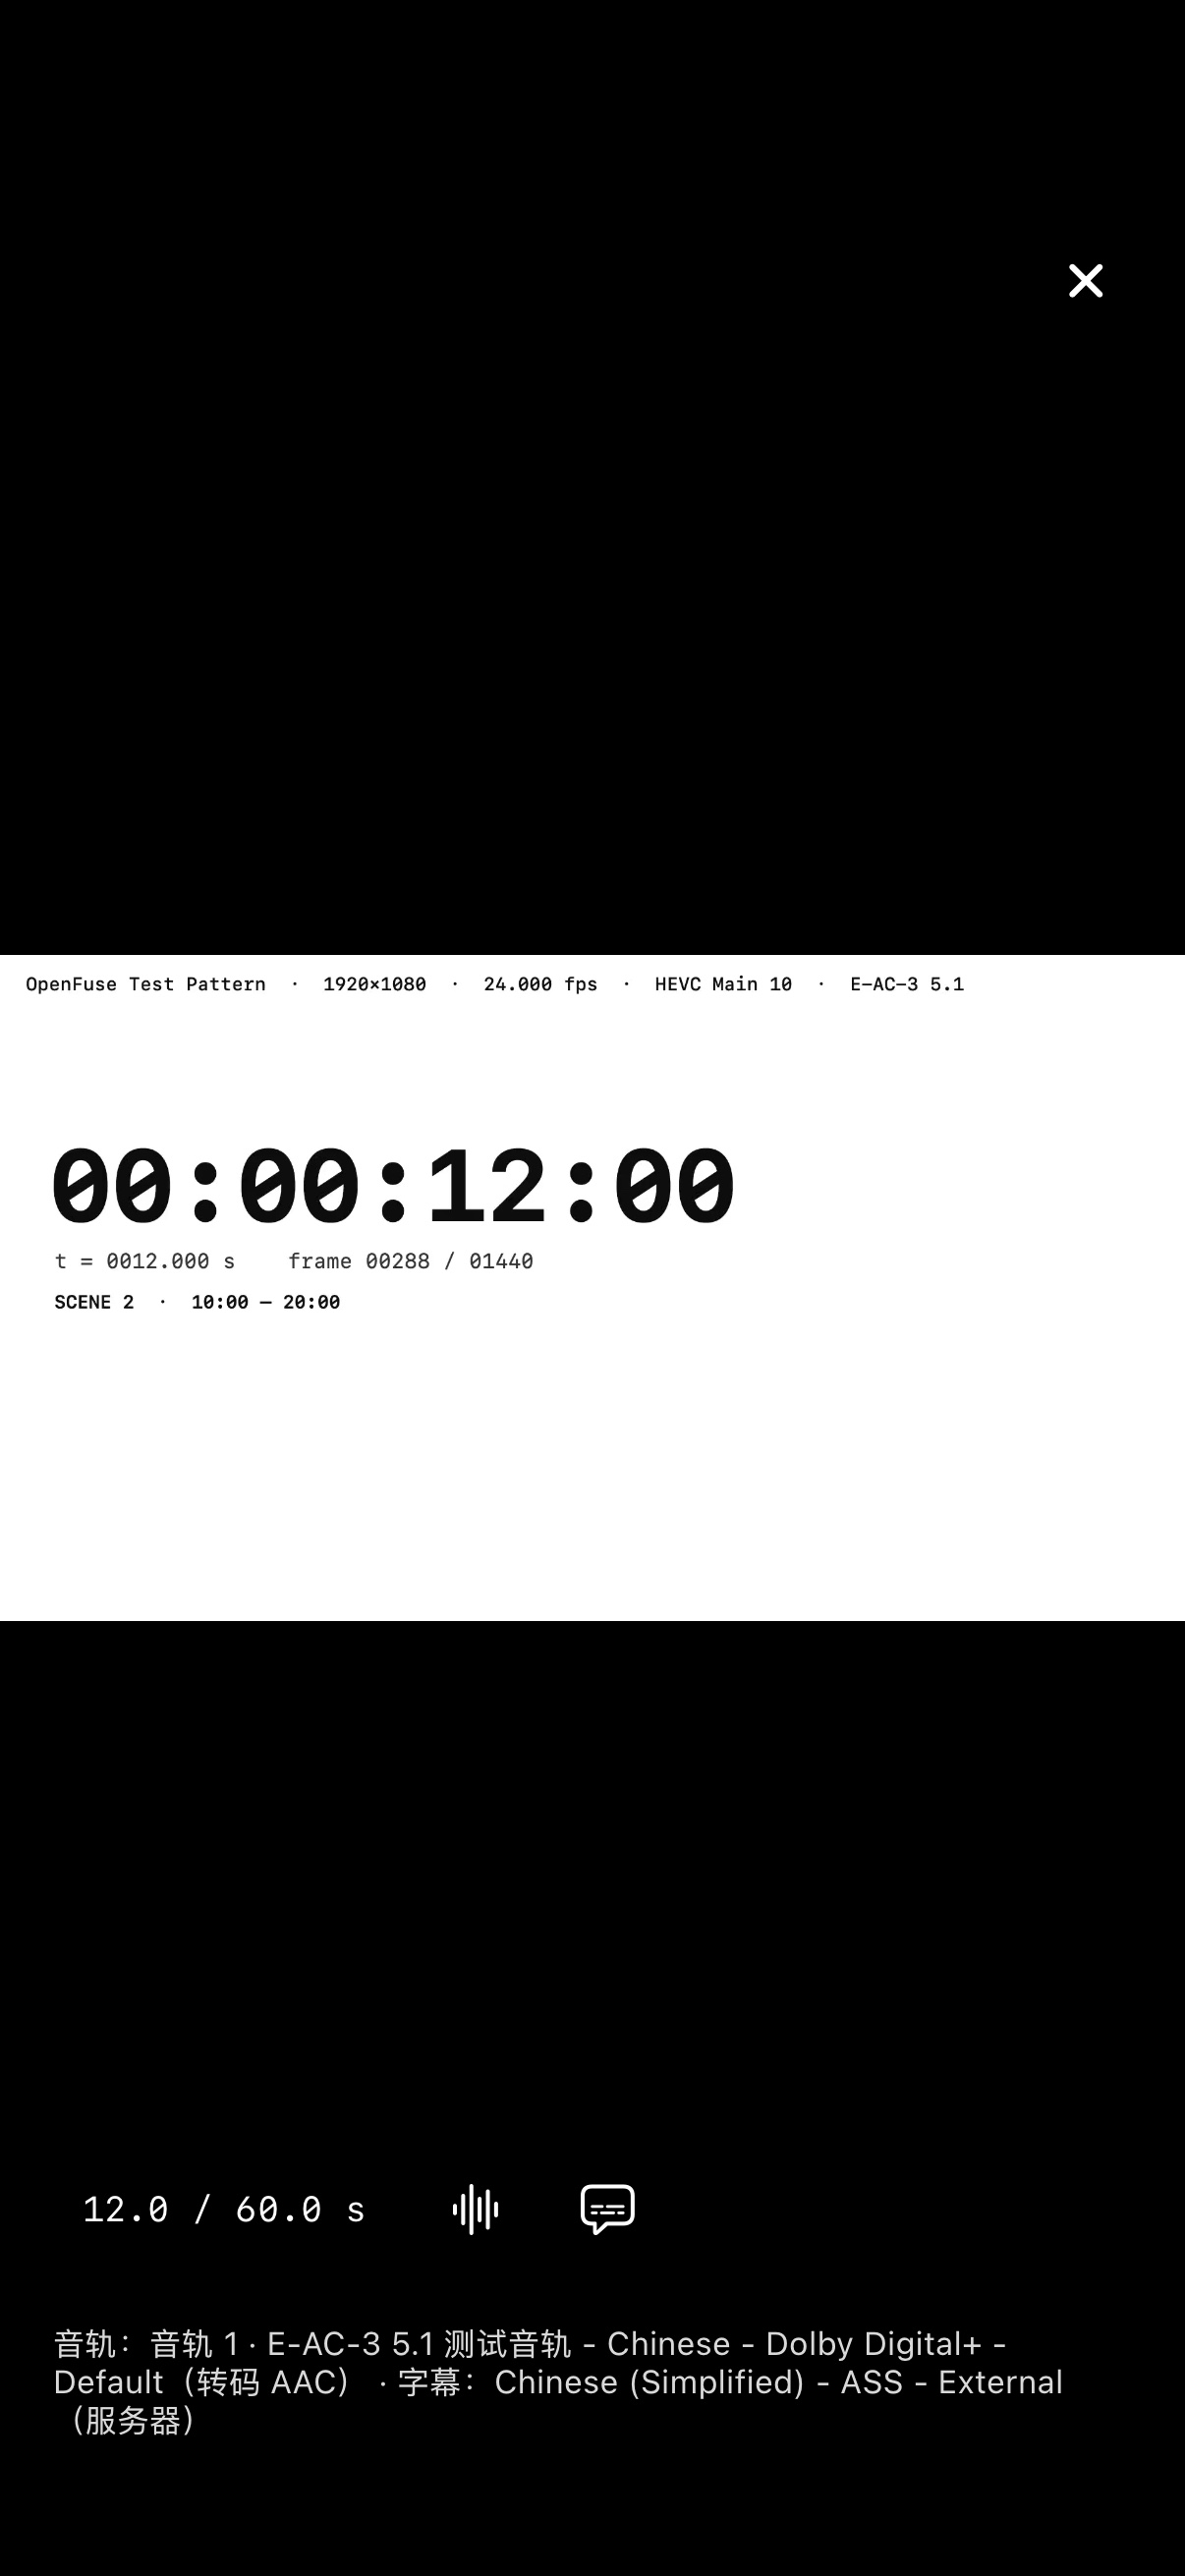 OpenFuse Test Pattern · 1920×1080 · 24.000 fps · HEVC Main 10 · E-AC-3 5.1
00:00:12:00
t = 0012.000 s frame 00288 / 01440
SCENE 2 · 10:00 — 20:00
12.0 / 60.0 s
音轨：音轨 1 · E-AC-3 5.1 测试音轨 - Chinese - Dolby Digital+ -
Default（转码 AAC） · 字幕：Chinese (Simplified) - ASS - External
（服务器）